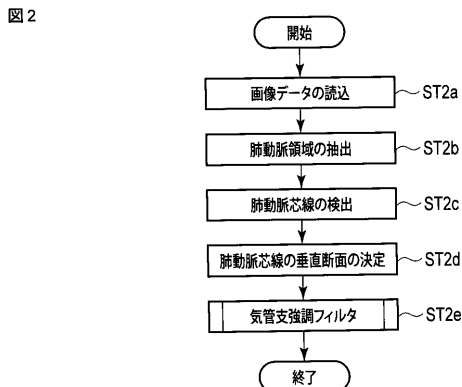 図2
開始
画像データの読込
ST2a
肺動脈領域の抽出
ST2b
肺動脈芯線の検出
ST2c
肺動脈芯線の垂直断面の決定
ST2d
気管支強調フィルタ
ST2e
終了